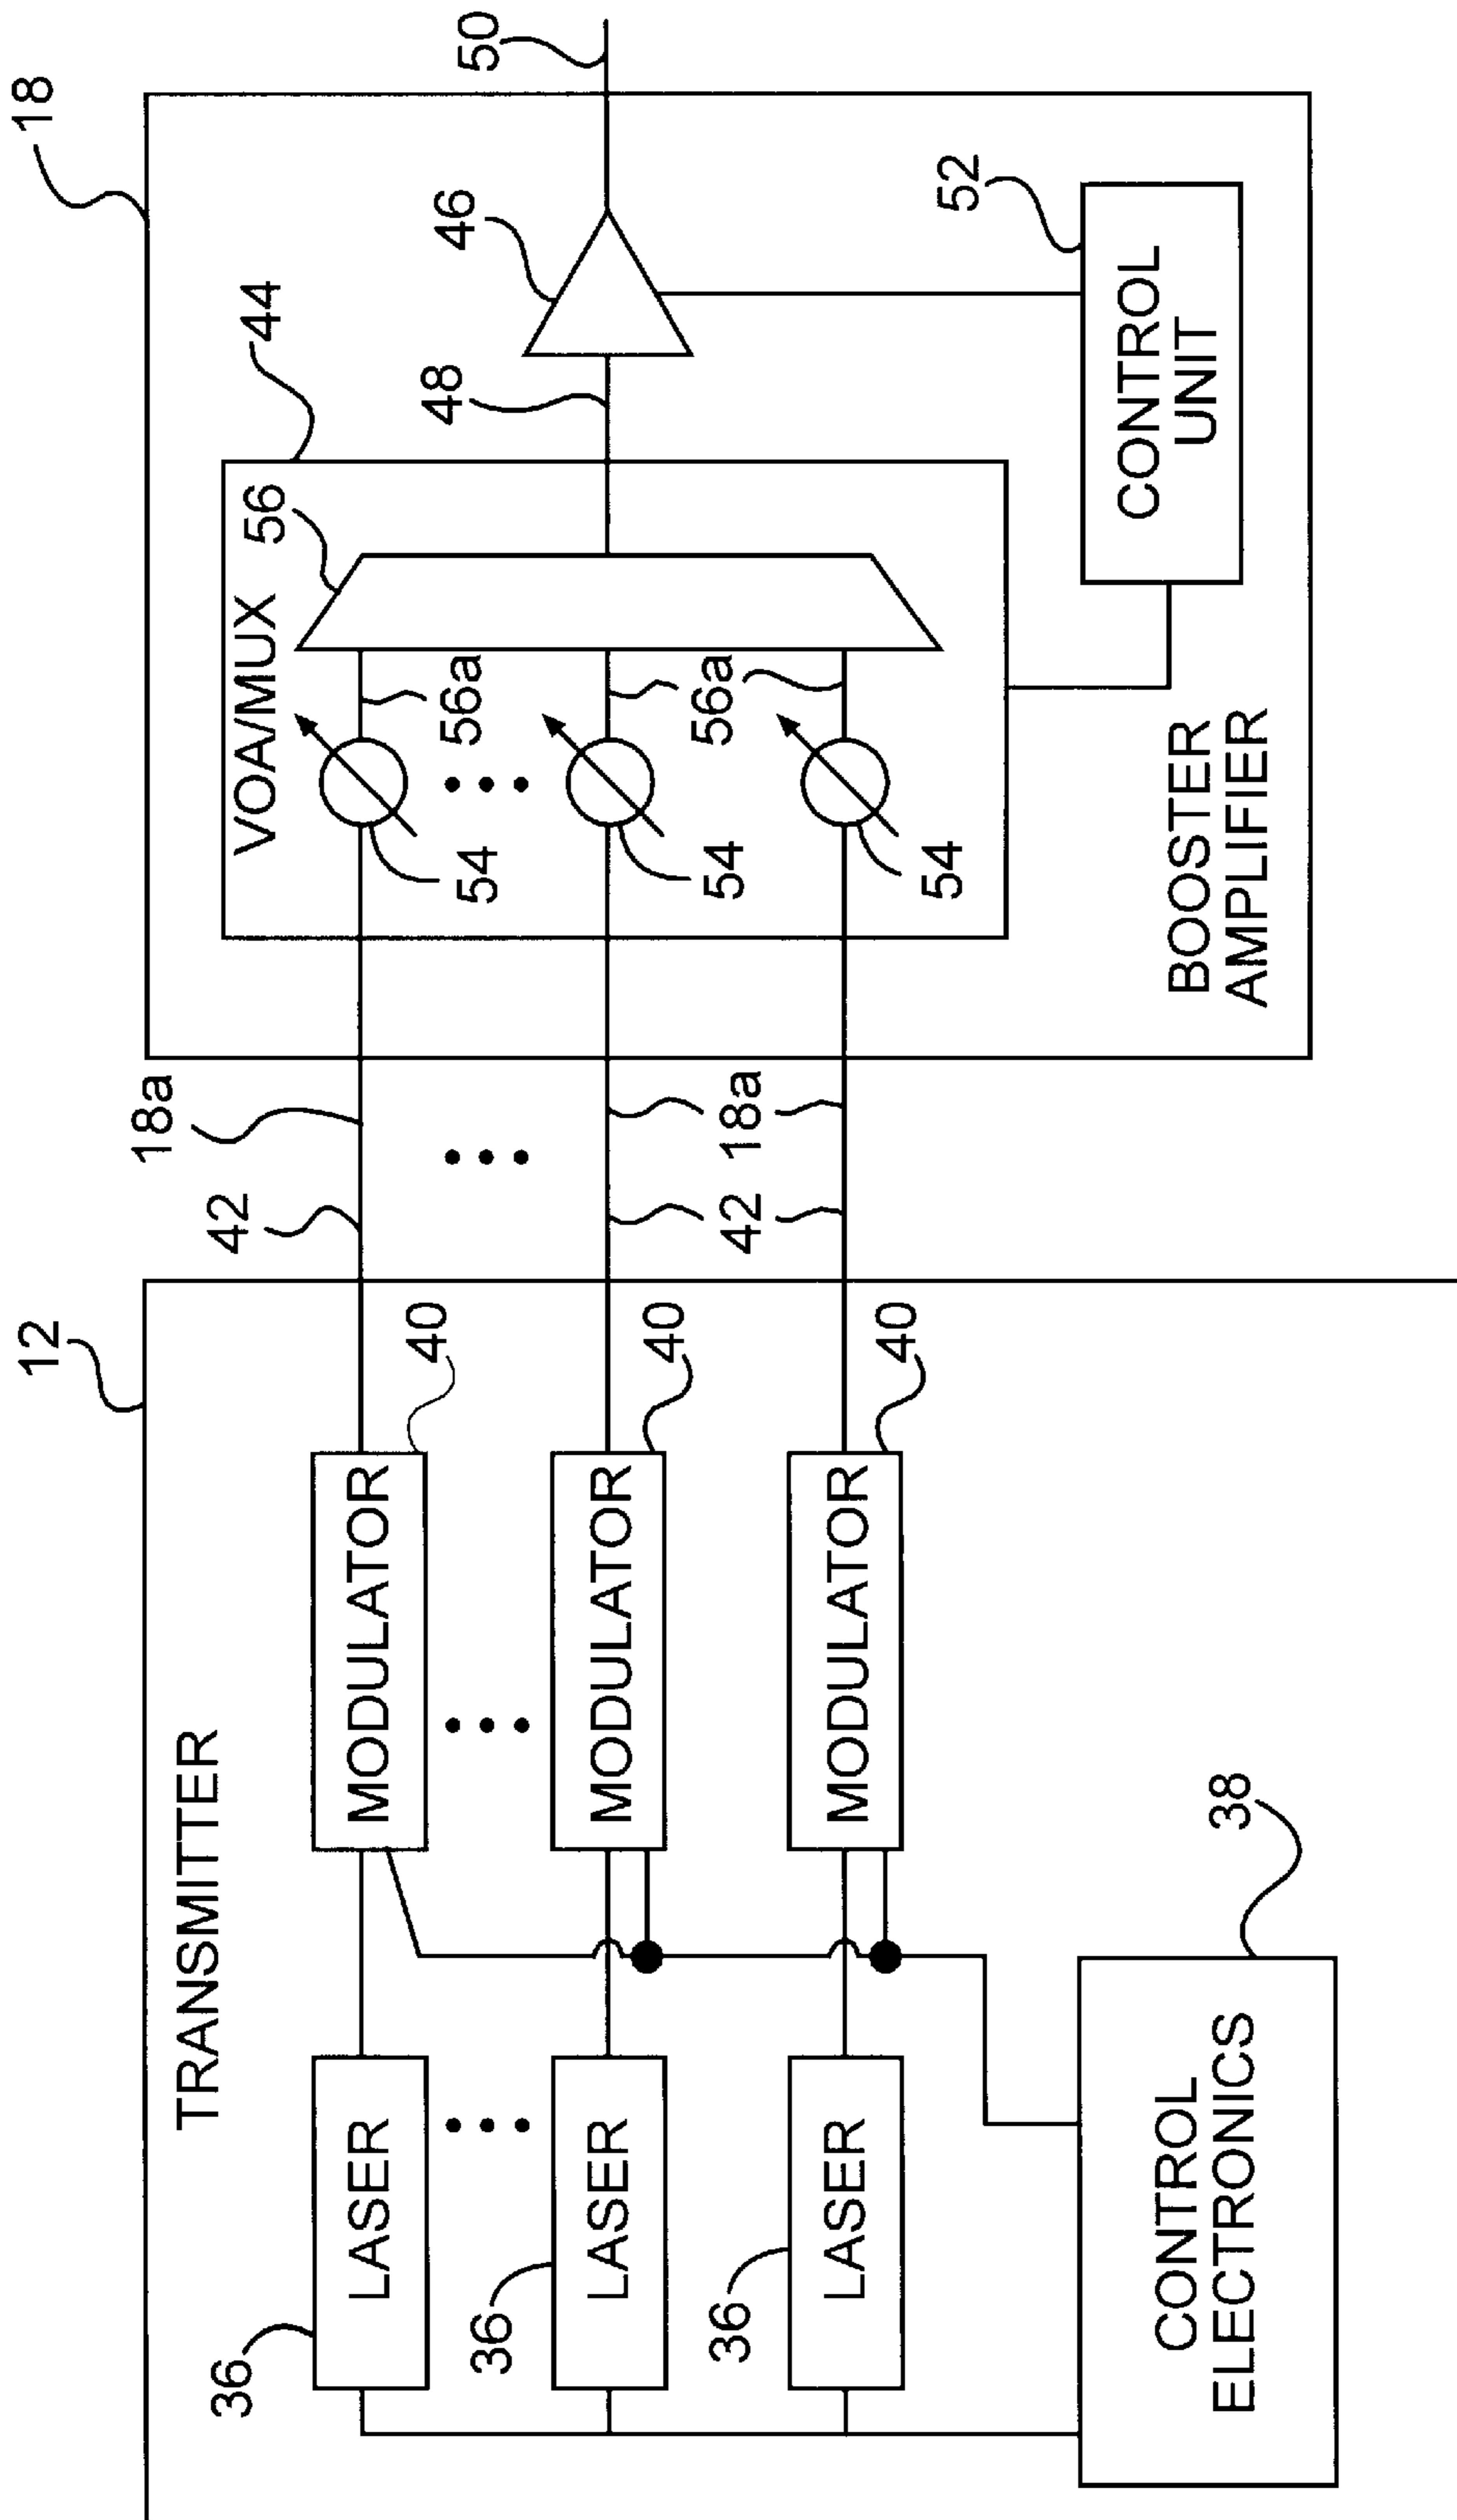 12
TRANSMITTER
36
LASER
MODULATOR
40
36
LASER
MODULATOR
40
36
LASER
MODULATOR
40
CONTROL
ELECTRONICS
38
42
18a
42
18a
18
44
VOA/MUX
56
54
56a
54
56a
54
48
46
50
52
CONTROL
UNIT
BOOSTER
AMPLIFIER